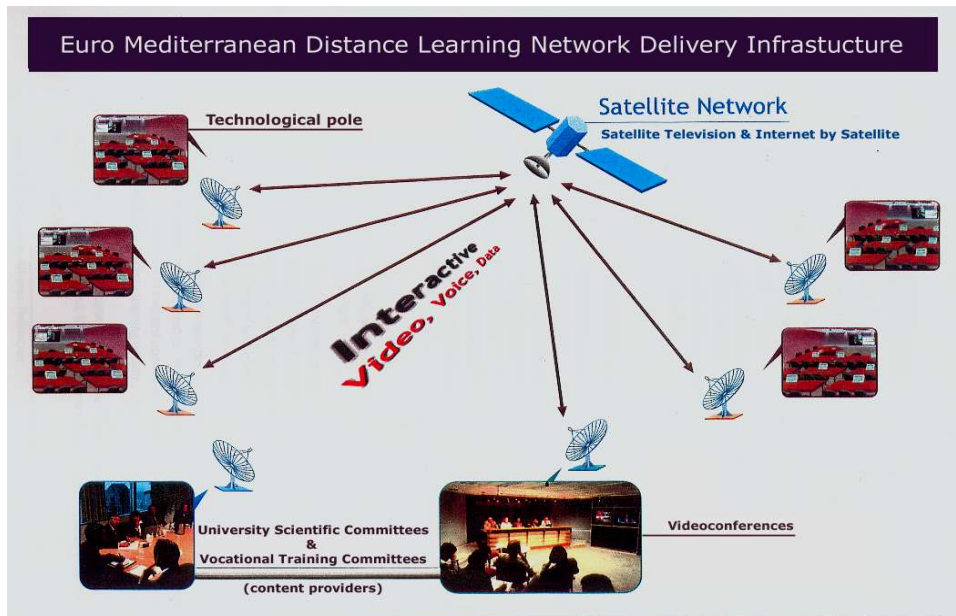 Euro Mediterranean Distance Learning Network Delivery Infrastucture
Technological pole
Satellite Network
Satellite Television & Internet by Satellite
Interactive
Video, Voice, Data
University Scientific Committees
&
Vocational Training Committees
(content providers)
Videoconferences